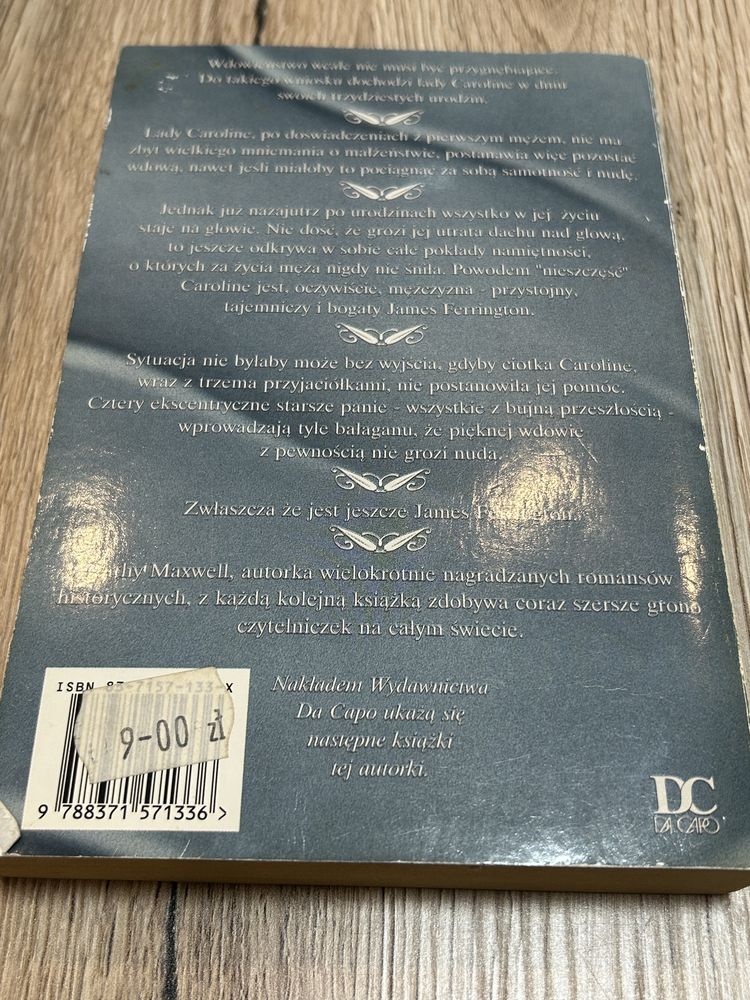 Wdowieństwo wcale nie musi być przygnębiające.
Do takiego wniosku dochodzi lady Caroline w dniu
swoich trzydziestych urodzin.
Lady Caroline, po doświadczeniach z pierwszym mężem, nie ma
zbyt wielkiego mniemania o małżeństwie, postanawia więc pozostać
wdową, nawet jeśli miałoby to pociągnąć za sobą samotność i nudę.
Jednak już nazajutrz po urodzinach wszystko w jej życiu
staje na głowie. Nie dość, że grozi jej utrata dachu nad głową,
to jeszcze odkrywa w sobie całe pokłady namiętności,
o których za życia męża nigdy nie śniła. Powodem "nieszczęść"
Caroline jest, oczywiście, mężczyzna - przystojny,
tajemniczy i bogaty James Ferrington.
Sytuacja nie byłaby może bez wyjścia, gdyby ciotka Caroline,
wraz z trzema przyjaciółkami, nie postanowiła jej pomóc.
Cztery ekscentryczne starsze panie - wszystkie z bujną przeszłością -
wprowadzają tyle bałaganu, że pięknej wdowie
z pewnością nie grozi nuda.
Zwłaszcza że jest jeszcze James Ferrington.
Cathy Maxwell, autorka wielokrotnie nagradzanych romansów
historycznych, z każdą kolejną książką zdobywa coraz szersze grono
czytelniczek na całym świecie.
ISBN 83-7157-133-X
9-00 zł
9 788371 571336 >
Nakładem Wydawnictwa
Da Capo ukażą się
następne książki
tej autorki.
DC
DA CAPO